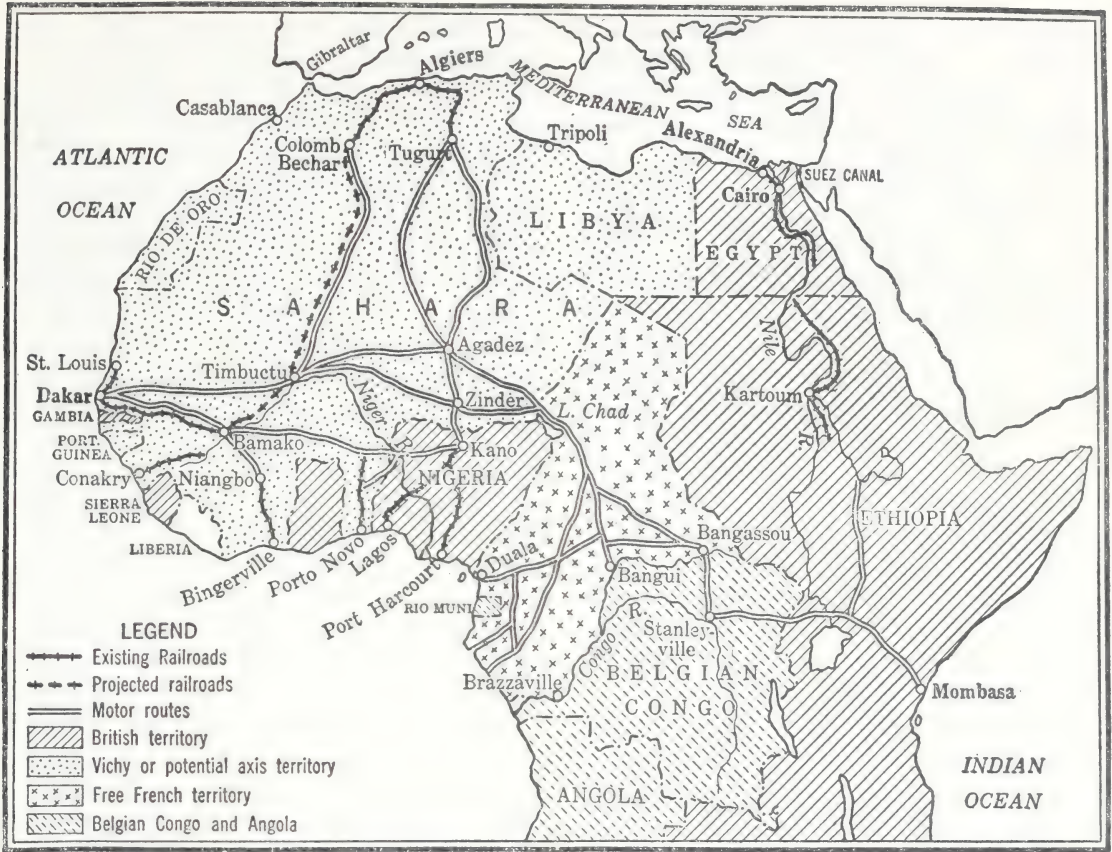 Gibraltar
Algiers
MEDITERRANEAN
SEA
Casablanca
Tripoli
Alexandria
Colomb
Bechar
Tugurt
ATLANTIC
OCEAN
SUEZ CANAL
Cairo
RIO DE ORO
LIBYA
EGYPT
SAHARA
Nile
R.
St. Louis
Timbuctu
Agadez
Dakar
Zinder
L. Chad
Kartoum
GAMBIA
Niger
R.
PORT.
GUINEA
Bamako
Kano
Conakry
Niangbo
NIGERIA
SIERRA
LEONE
ETHIOPIA
LIBERIA
Bangassou
Duala
Bingerville
Porto Novo
Lagos
Port Harcourt
Bangui
RIO MUNI
Congo R.
Stanley-
ville
Brazzaville
BELGIAN
CONGO
Mombasa
ANGOLA
INDIAN
OCEAN
LEGEND
Existing Railroads
Projected railroads
Motor routes
British territory
Vichy or potential axis territory
Free French territory
Belgian Congo and Angola